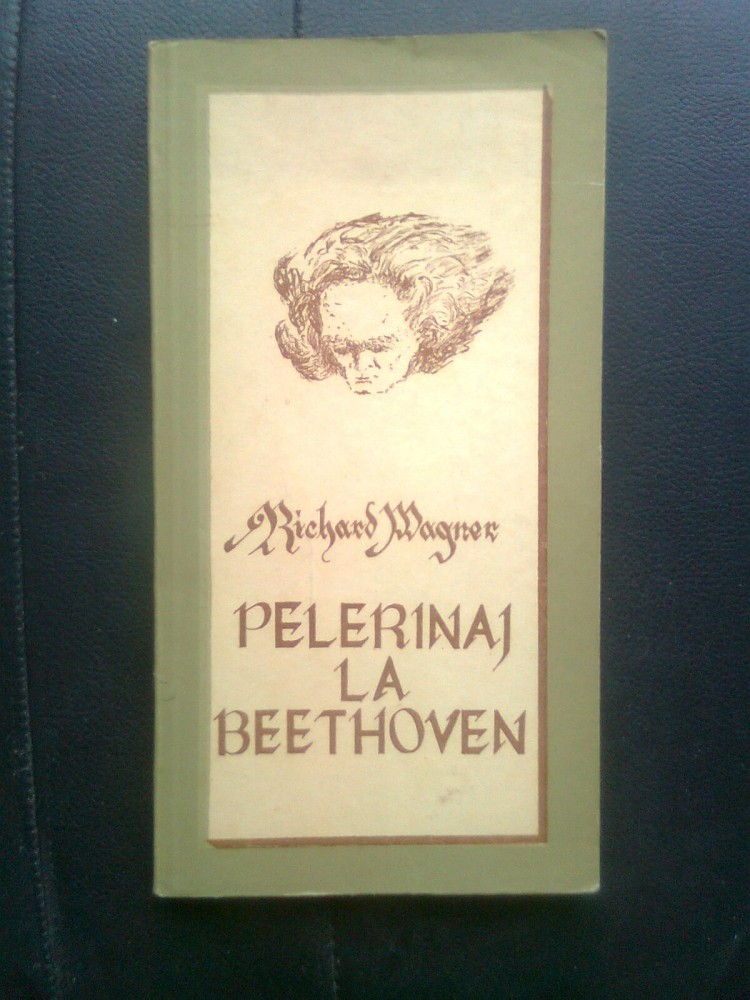 Richard Wagner
PELERINAJ
LA
BEETHOVEN